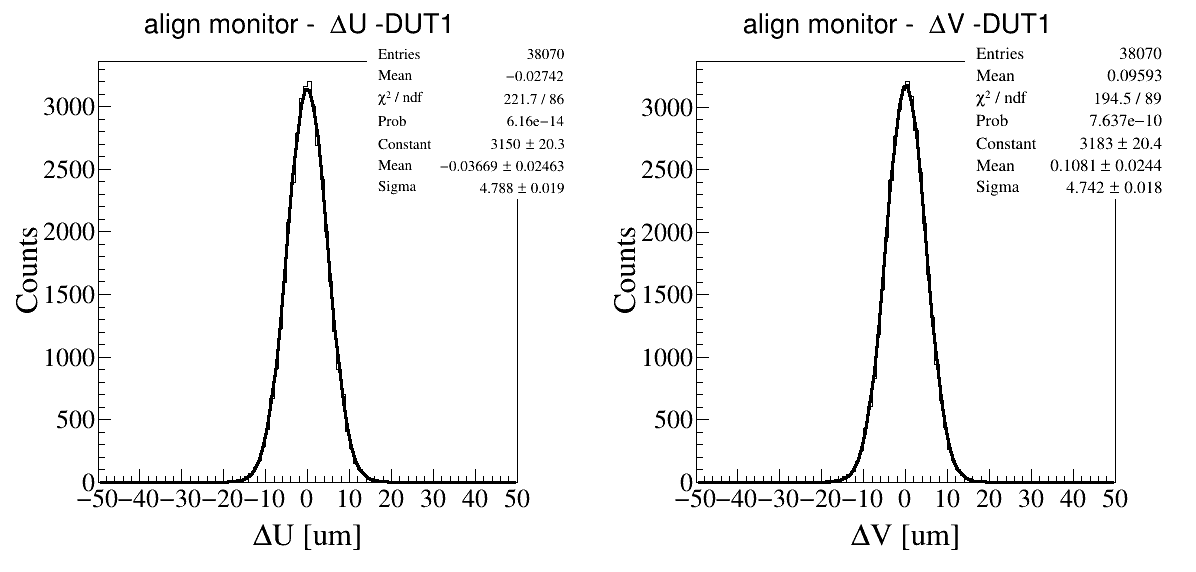 align monitor - ΔU -DUT1
Entries 38070
Mean −0.02742
χ² / ndf 221.7 / 86
Prob 6.16e−14
Constant 3150 ± 20.3
Mean −0.03669 ± 0.02463
Sigma 4.788 ± 0.019
Counts
3000
2500
2000
1500
1000
500
0
−50 −40 −30 −20 −10 0 10 20 30 40 50
ΔU [um]
align monitor - ΔV -DUT1
Entries 38070
Mean 0.09593
χ² / ndf 194.5 / 89
Prob 7.637e−10
Constant 3183 ± 20.4
Mean 0.1081 ± 0.0244
Sigma 4.742 ± 0.018
Counts
3000
2500
2000
1500
1000
500
0
−50 −40 −30 −20 −10 0 10 20 30 40 50
ΔV [um]